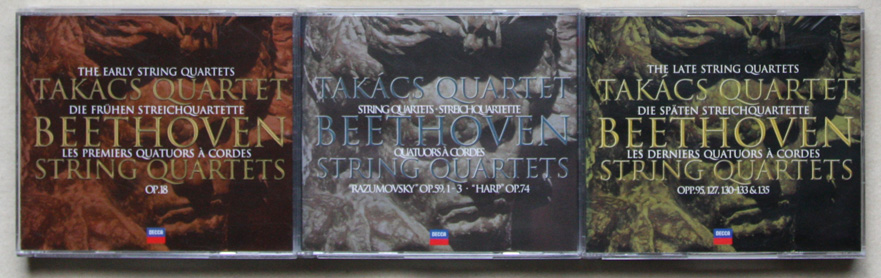 THE EARLY STRING QUARTETS
TAKÁCS QUARTET
DIE FRÜHEN STREICHQUARTETTE
BEETHOVEN
LES PREMIERS QUATUORS À CORDES
STRING QUARTETS
OP.18
DECCA
TAKÁCS QUARTET
STRING QUARTETS · STREICHQUARTETTE
BEETHOVEN
QUATUORS À CORDES
STRING QUARTETS
"RAZUMOVSKY" OP.59, 1 - 3 · "HARP" OP.74
DECCA
THE LATE STRING QUARTETS
TAKÁCS QUARTET
DIE SPÄTEN STREICHQUARTETTE
BEETHOVEN
LES DERNIERS QUATUORS À CORDES
STRING QUARTETS
OPP.95, 127, 130-133 & 135
DECCA